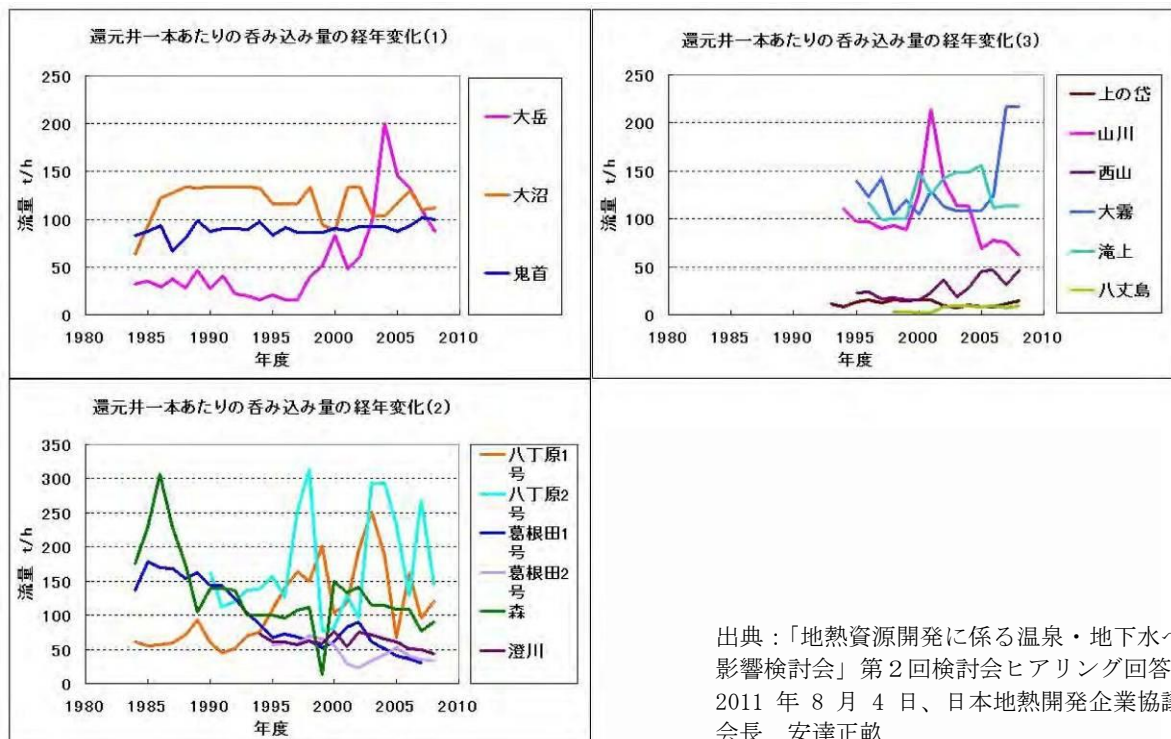 還元井一本あたりの呑み込み量の経年変化(1)
流量 t/h
250
200
150
100
50
0
1980 1985 1990 1995 2000 2005 2010
年度
大岳
大沼
鬼首
還元井一本あたりの呑み込み量の経年変化(3)
流量 t/h
250
200
150
100
50
0
1980 1985 1990 1995 2000 2005 2010
年度
上の岱
山川
西山
大霧
滝上
八丈島
還元井一本あたりの呑み込み量の経年変化(2)
流量 t/h
350
300
250
200
150
100
50
0
1980 1985 1990 1995 2000 2005 2010
年度
八丁原1
号
八丁原2
号
葛根田1
号
葛根田2
号
森
澄川
出典：「地熱資源開発に係る温泉・地下水へ
影響検討会」第２回検討会ヒアリング回答
2011 年 8 月 4 日、日本地熱開発企業協議
会長 安達正畝